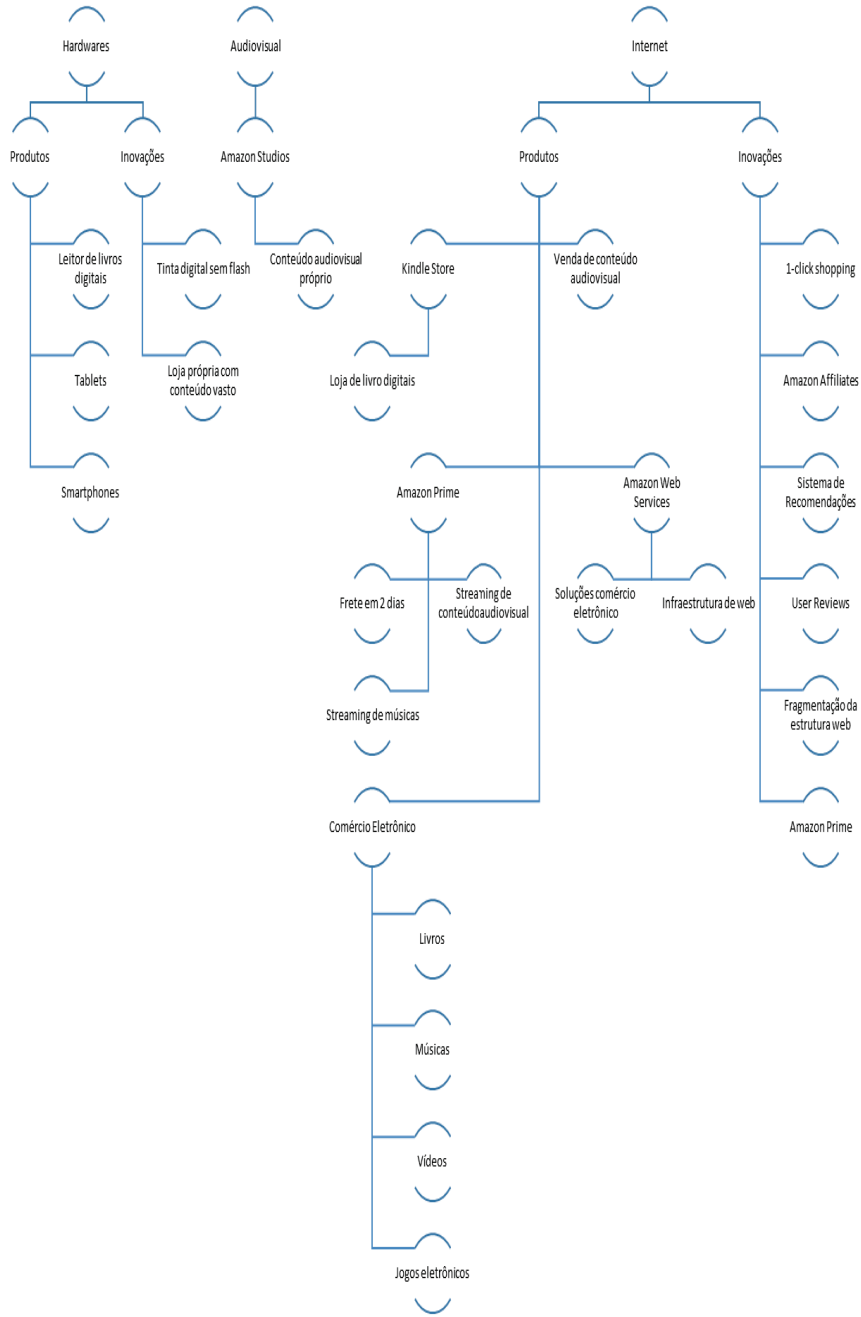 Hardwares
Audiovisual
Internet
Produtos
Inovações
Amazon Studios
Produtos
Inovações
Leitor de livros
digitais
Tinta digital sem flash
Conteúdo audiovisual
próprio
Kindle Store
Venda de conteúdo
audiovisual
1-click shopping
Tablets
Loja própria com
conteúdo vasto
Loja de livro digitais
Amazon Affiliates
Smartphones
Amazon Prime
Amazon Web
Services
Sistema de
Recomendações
Frete em 2 dias
Streaming de
conteúdoaudiovisual
Soluções comércio
eletrônico
Infraestrutura de web
User Reviews
Streaming de músicas
Fragmentação da
estrutura web
Comércio Eletrônico
Amazon Prime
Livros
Músicas
Vídeos
Jogos eletrônicos